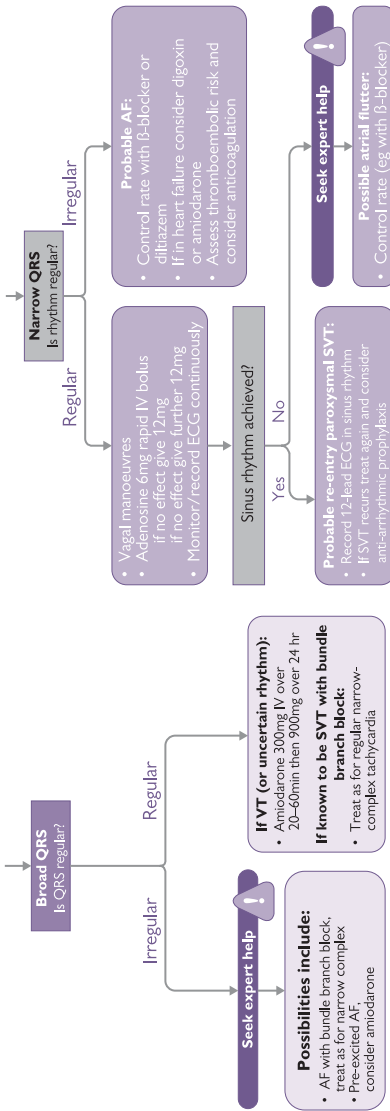 Broad QRS
Is QRS regular?
Irregular
Regular
Seek expert help
!
Possibilities include:
• AF with bundle branch block,
treat as for narrow complex
• Pre-excited AF,
consider amiodarone
If VT (or uncertain rhythm):
• Amiodarone 300mg IV over
20–60min then 900mg over 24 hr
If known to be SVT with bundle
branch block:
• Treat as for regular narrow-
complex tachycardia
Narrow QRS
Is rhythm regular?
Regular
Irregular
• Vagal manoeuvres
• Adenosine 6mg rapid IV bolus
if no effect give 12mg
if no effect give further 12mg
• Monitor/record ECG continuously
Probable AF:
• Control rate with ß-blocker or
diltiazem
• If in heart failure consider digoxin
or amiodarone
• Assess thromboembolic risk and
consider anticoagulation
Sinus rhythm achieved?
Yes
No
Seek expert help
!
Probable re-entry paroxysmal SVT:
• Record 12-lead ECG in sinus rhythm
• If SVT recurs treat again and consider
anti-arrhythmic prophylaxis
Possible atrial flutter:
• Control rate (eg with ß-blocker)